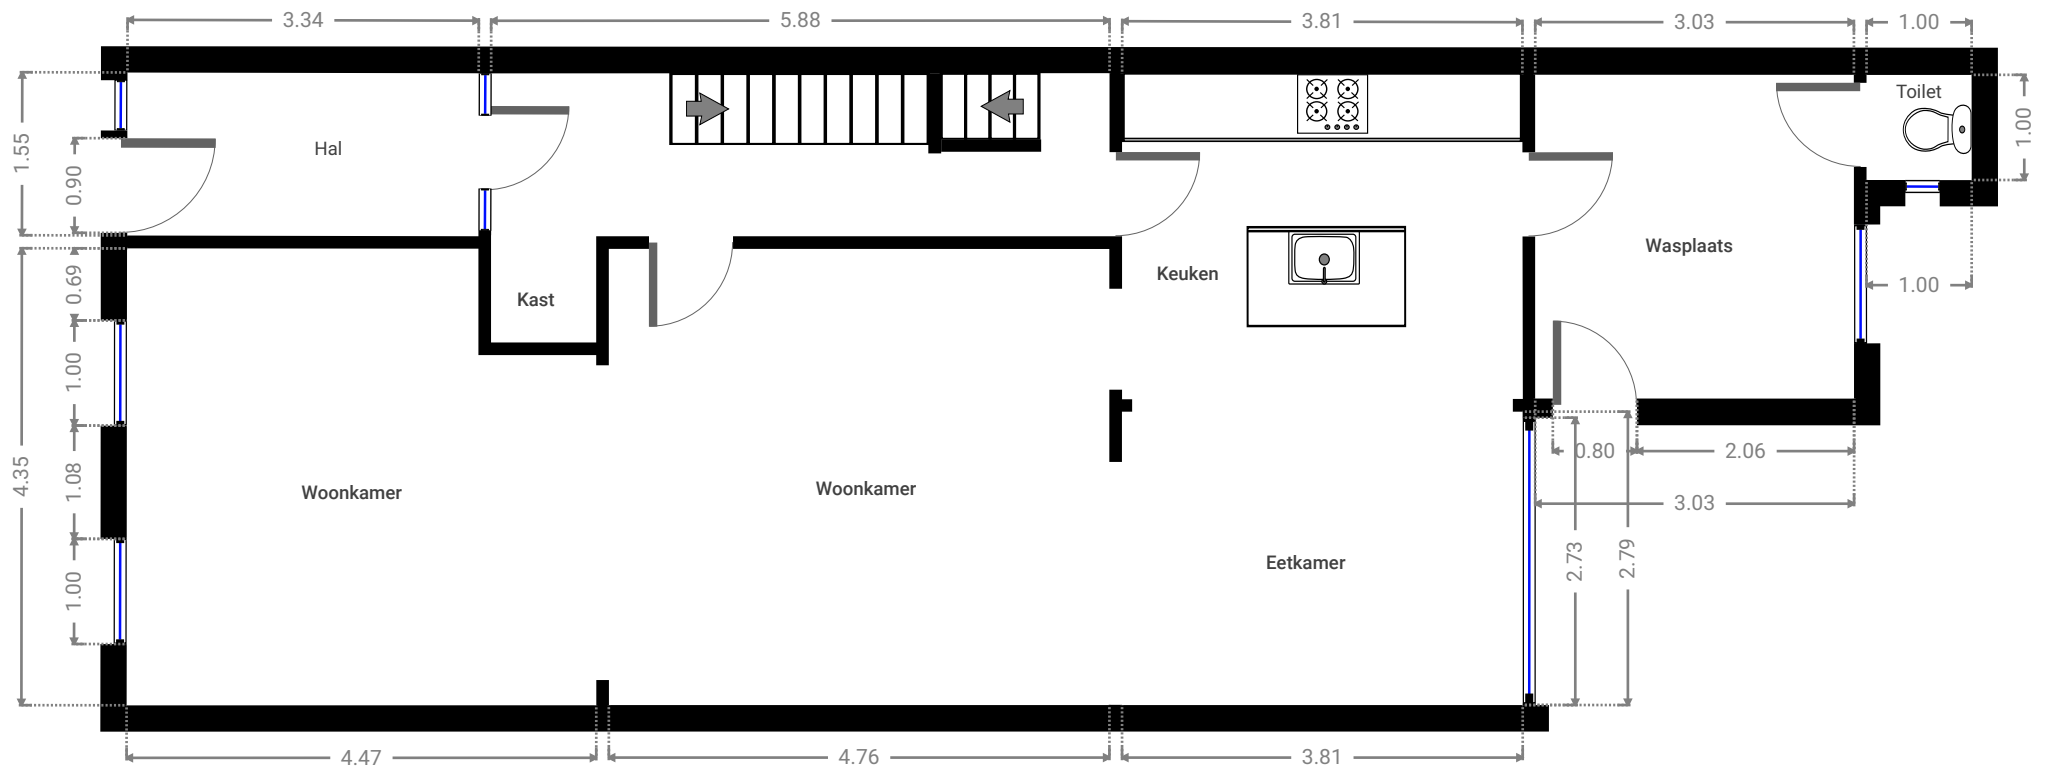 3.34
5.88
3.81
3.03
1.00
1.55
0.90
Hal
Toilet
1.00
Wasplaats
Keuken
Kast
0.69
1.00
1.00
4.35
1.08
1.00
Woonkamer
Woonkamer
Eetkamer
0.80
2.06
3.03
2.73
2.79
4.47
4.76
3.81